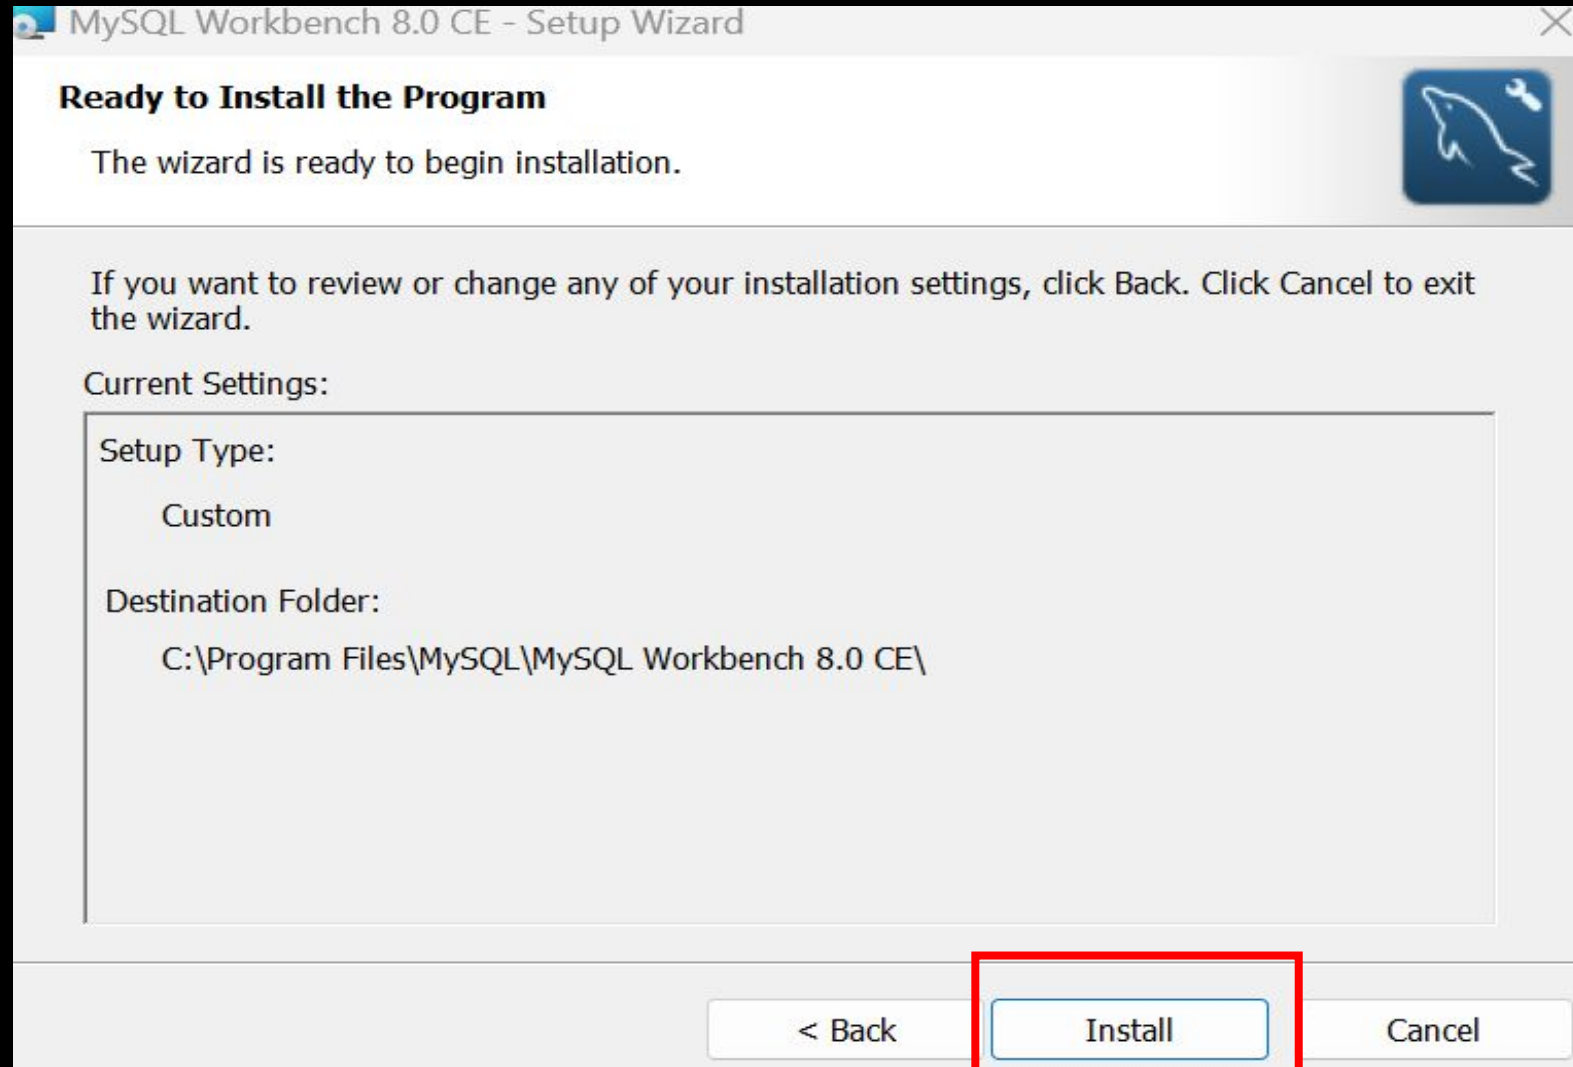 MySQL Workbench 8.0 CE - Setup Wizard
Ready to Install the Program
The wizard is ready to begin installation.
If you want to review or change any of your installation settings, click Back. Click Cancel to exit
the wizard.
Current Settings:
Setup Type:
Custom
Destination Folder:
C:\Program Files\MySQL\MySQL Workbench 8.0 CE\
< Back
Install
Cancel